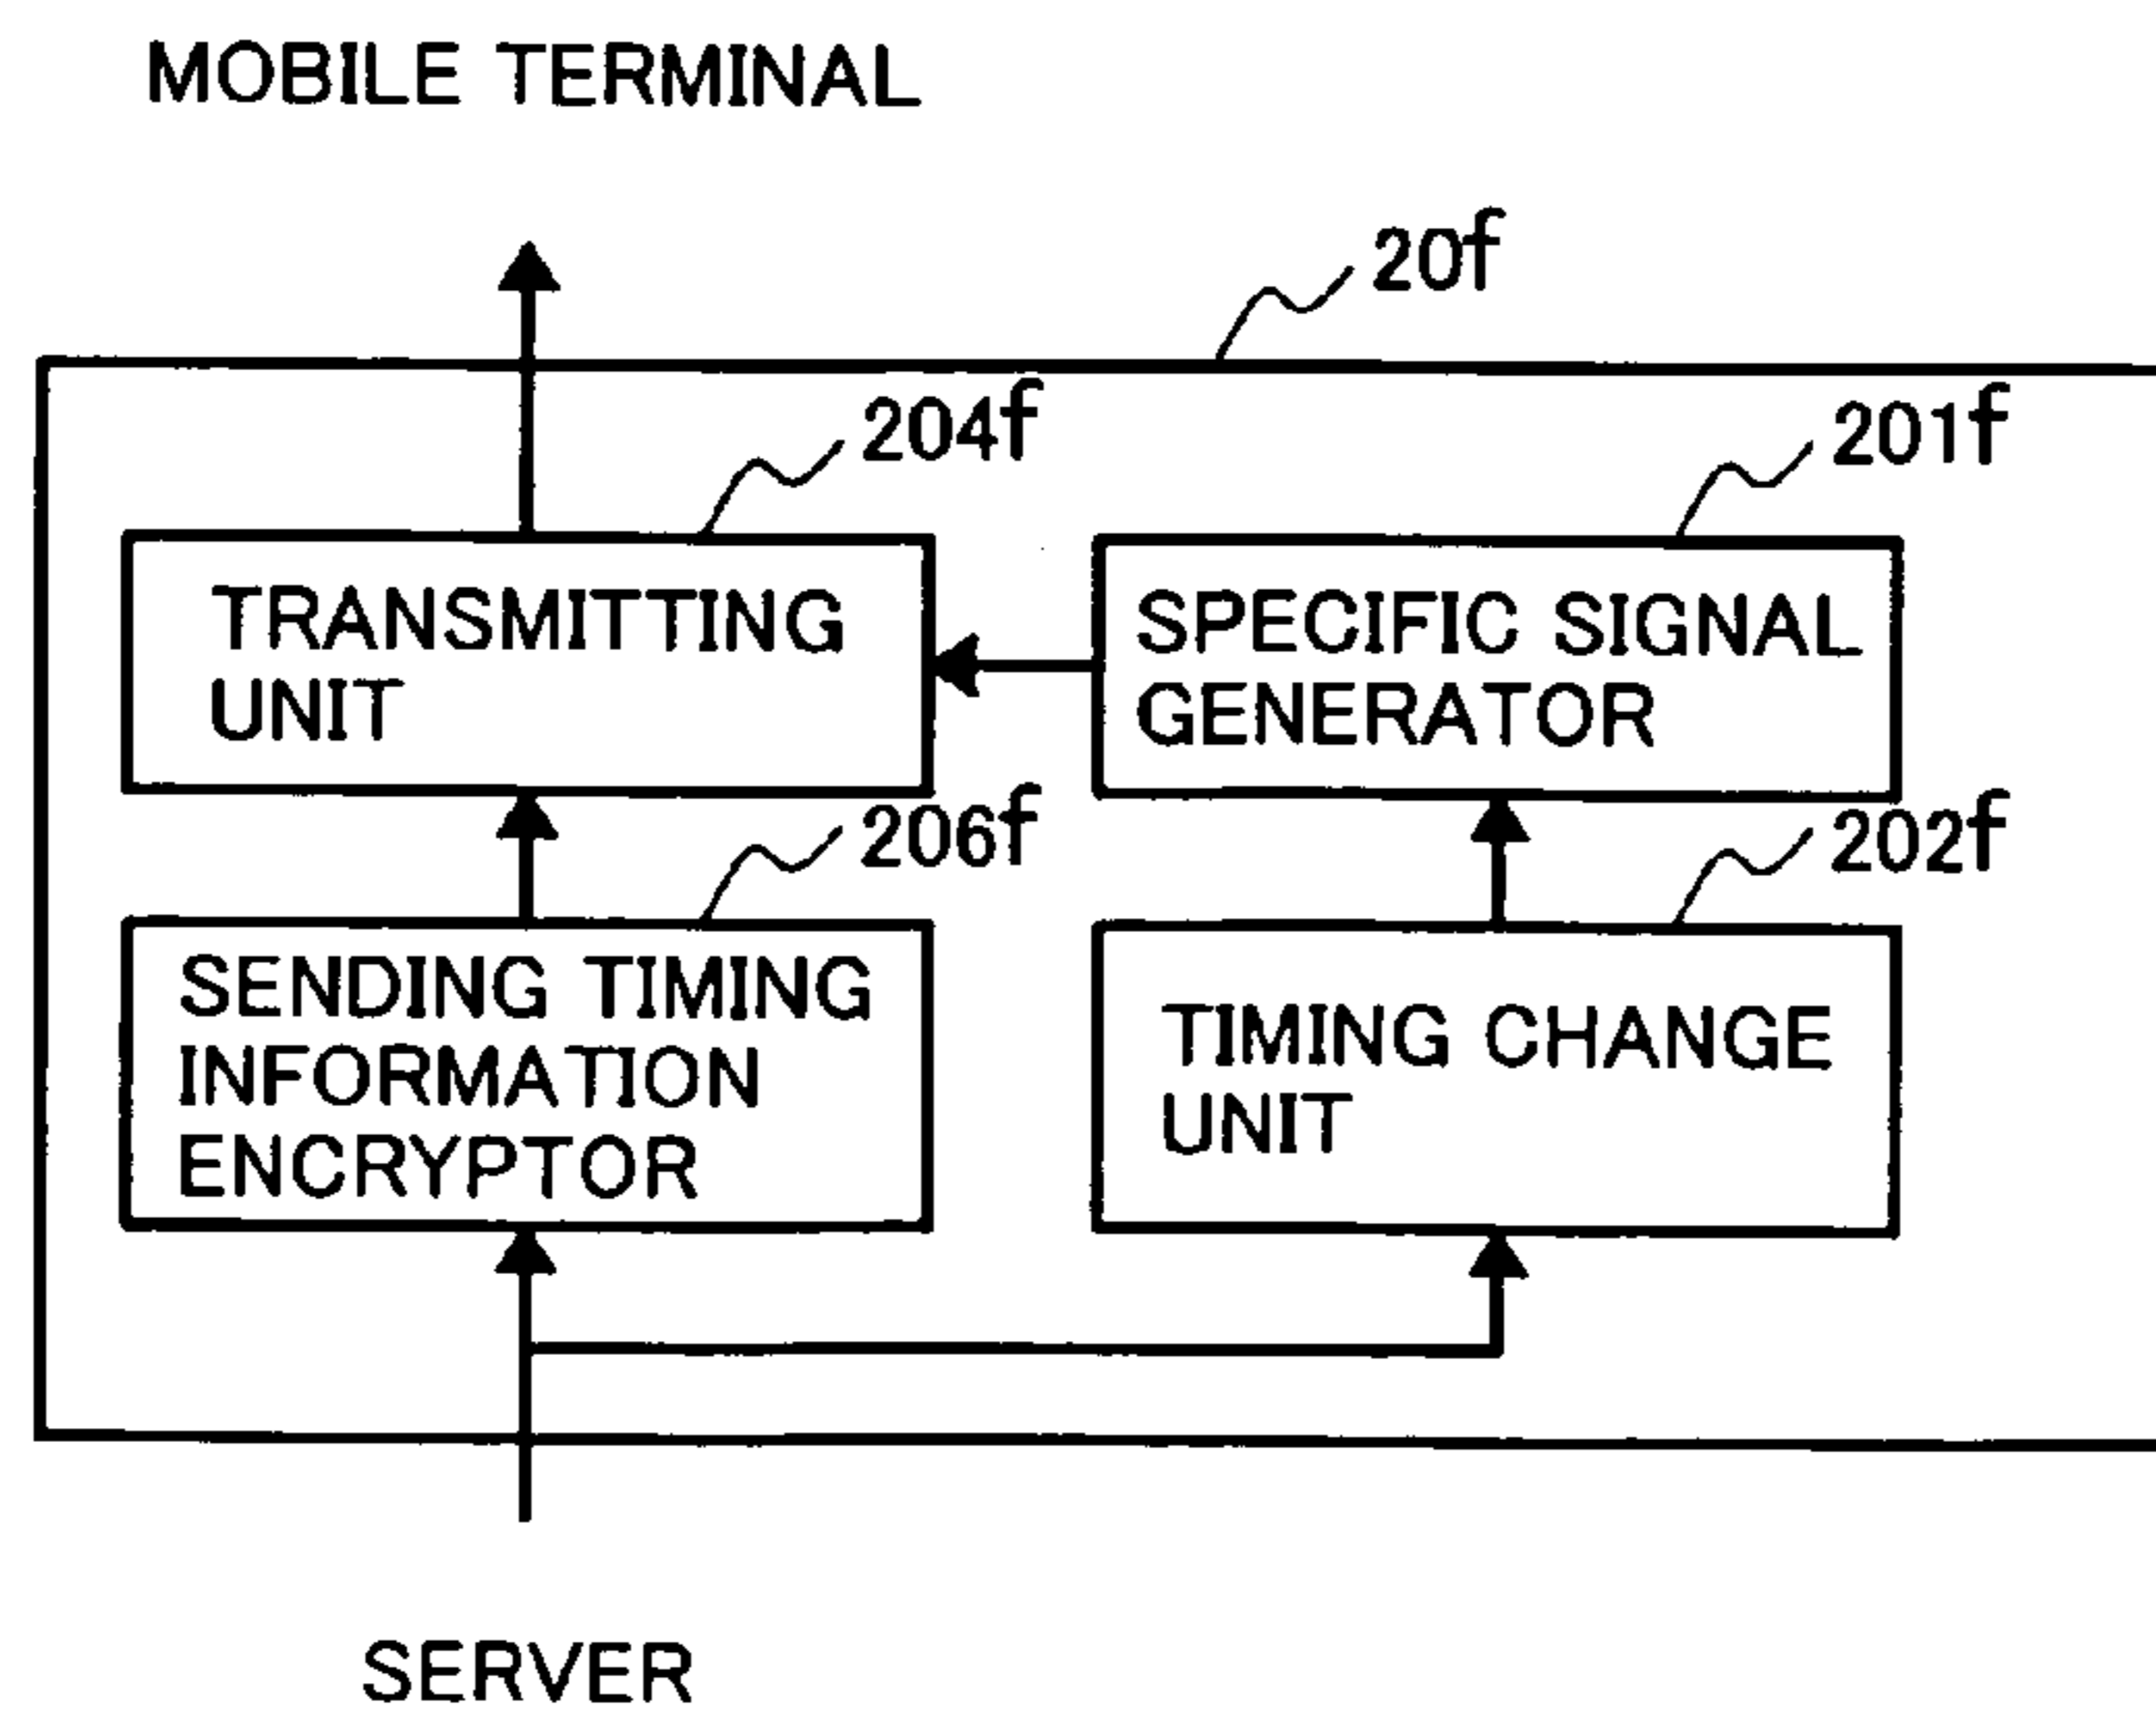 MOBILE TERMINAL
20f
204f
201f
TRANSMITTING
UNIT
SPECIFIC SIGNAL
GENERATOR
206f
202f
SENDING TIMING
INFORMATION
ENCRYPTOR
TIMING CHANGE
UNIT
SERVER